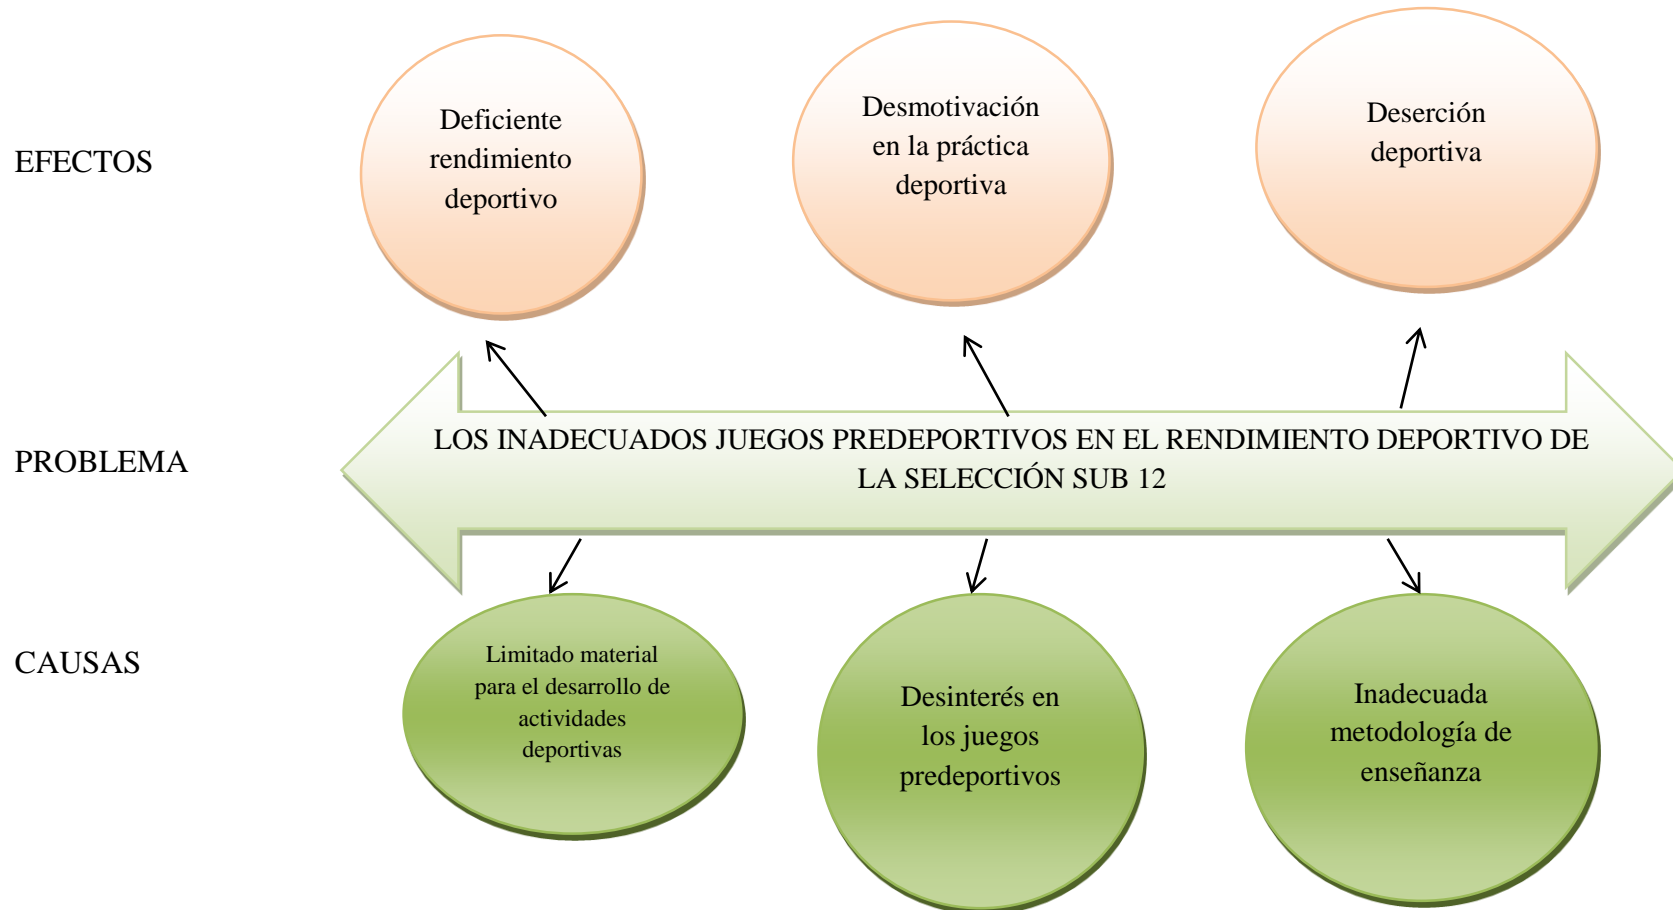 EFECTOS
Deficiente
rendimiento
deportivo
Desmotivación
en la práctica
deportiva
Deserción
deportiva
PROBLEMA
LOS INADECUADOS JUEGOS PREDEPORTIVOS EN EL RENDIMIENTO DEPORTIVO DE
LA SELECCIÓN SUB 12
CAUSAS
Limitado material
para el desarrollo de
actividades
deportivas
Desinterés en
los juegos
predeportivos
Inadecuada
metodología de
enseñanza